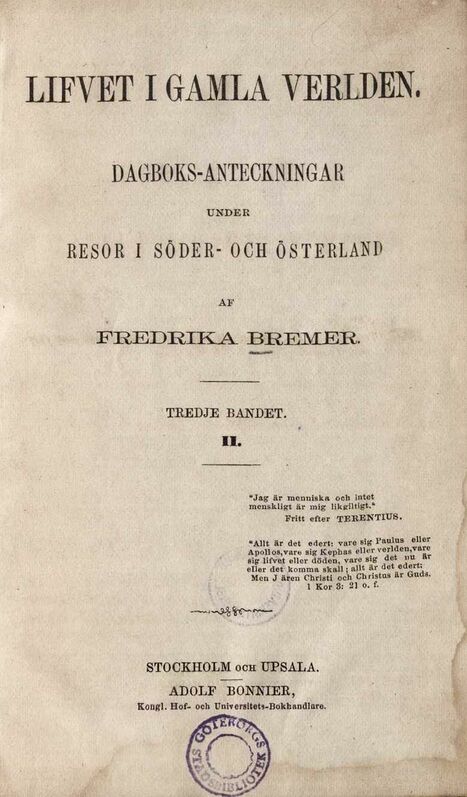 LIFVET I GAMLA VERLDEN.
DAGBOKS-ANTECKNINGAR
UNDER
RESOR I SÖDER- OCH ÖSTERLAND
AF
FREDRIKA BREMER.
TREDJE BANDET.
II.
"Jag är menniska och intet
menskligt är mig likgiltigt."
Fritt efter TERENTIUS.
"Allt är det edert: vare sig Paulus eller
Apollos, vare sig Kephas eller verlden, vare
sig lifvet eller döden, vare sig det nu är
eller det komma skall; allt är det edert;
Men J ären Christi och Christus är Guds.
1 Kor 3: 21 o. f.
STOCKHOLM OCH UPSALA.
ADOLF BONNIER,
Kongl. Hof- och Universitets-Bokhandlare.
GÖTEBORGS
STADSBIBLIOTEK